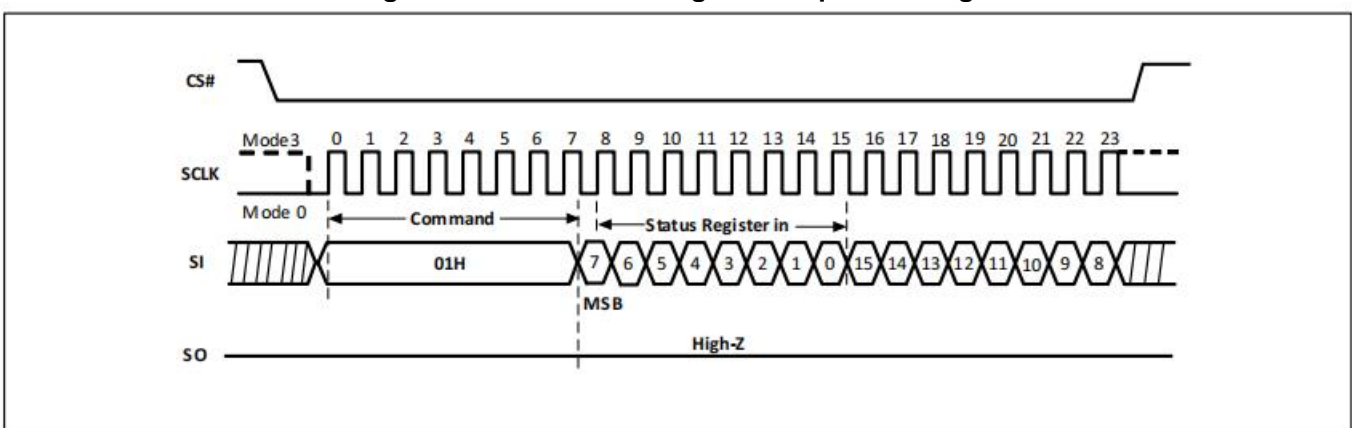 CS#
Mode3 0 1 2 3 4 5 6 7 8 9 10 11 12 13 14 15 16 17 18 19 20 21 22 23
SCLK
Mode 0 Command Status Register in
SI 01H 7 6 5 4 3 2 1 0 15 14 13 12 11 10 9 8
MSB
SO High-Z